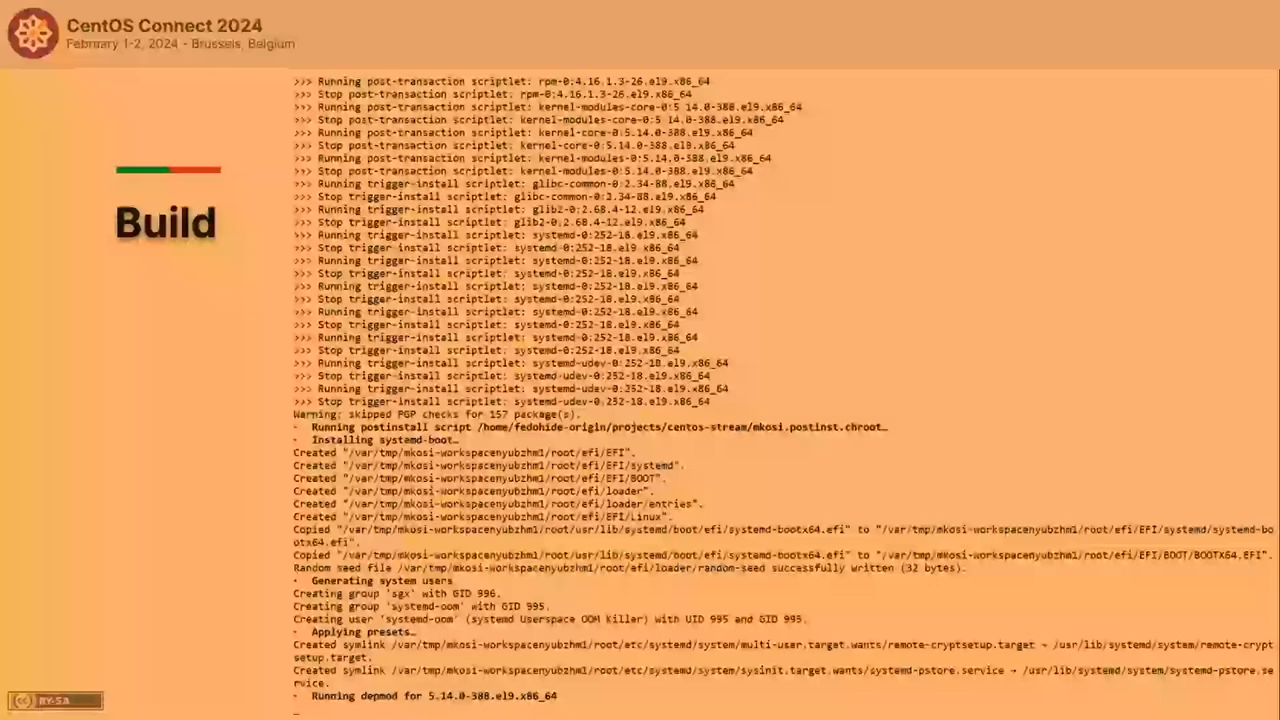 CentOS Connect 2024
February 1-2, 2024 - Brussels, Belgium
Build
>>> Running post-transaction scriptlet: rpm-0:4.16.1.3-26.el9.x86_64
>>> Stop post-transaction scriptlet: rpm-0:4.16.1.3-26.el9.x86_64
>>> Running post-transaction scriptlet: kernel-modules-core-0:5.14.0-388.el9.x86_64
>>> Stop post-transaction scriptlet: kernel-modules-core-0:5.14.0-388.el9.x86_64
>>> Running post-transaction scriptlet: kernel-core-0:5.14.0-388.el9.x86_64
>>> Stop post-transaction scriptlet: kernel-core-0:5.14.0-388.el9.x86_64
>>> Running post-transaction scriptlet: kernel-modules-0:5.14.0-388.el9.x86_64
>>> Stop post-transaction scriptlet: kernel-modules-0:5.14.0-388.el9.x86_64
>>> Running trigger-install scriptlet: glibc-common-0:2.34-88.el9.x86_64
>>> Stop trigger-install scriptlet: glibc-common-0:2.34-88.el9.x86_64
>>> Running trigger-install scriptlet: glib2-0:2.68.4-12.el9.x86_64
>>> Stop trigger-install scriptlet: glib2-0:2.68.4-12.el9.x86_64
>>> Running trigger-install scriptlet: systemd-0:252-18.el9.x86_64
>>> Stop trigger-install scriptlet: systemd-0:252-18.el9.x86_64
>>> Running trigger-install scriptlet: systemd-0:252-18.el9.x86_64
>>> Stop trigger-install scriptlet: systemd-0:252-18.el9.x86_64
>>> Running trigger-install scriptlet: systemd-0:252-18.el9.x86_64
>>> Stop trigger-install scriptlet: systemd-0:252-18.el9.x86_64
>>> Running trigger-install scriptlet: systemd-0:252-18.el9.x86_64
>>> Stop trigger-install scriptlet: systemd-0:252-18.el9.x86_64
>>> Running trigger-install scriptlet: systemd-0:252-18.el9.x86_64
>>> Stop trigger-install scriptlet: systemd-0:252-18.el9.x86_64
>>> Running trigger-install scriptlet: systemd-udev-0:252-18.el9.x86_64
>>> Stop trigger-install scriptlet: systemd-udev-0:252-18.el9.x86_64
>>> Running trigger-install scriptlet: systemd-udev-0:252-18.el9.x86_64
>>> Stop trigger-install scriptlet: systemd-udev-0:252-18.el9.x86_64
Warning: skipped PGP checks for 157 package(s).
‣  Running postinstall script /home/fedohide-origin/projects/centos-stream/mkosi.postinst.chroot…
‣  Installing systemd-boot…
Created "/var/tmp/mkosi-workspacenyubzhm1/root/efi/EFI".
Created "/var/tmp/mkosi-workspacenyubzhm1/root/efi/EFI/systemd".
Created "/var/tmp/mkosi-workspacenyubzhm1/root/efi/EFI/BOOT".
Created "/var/tmp/mkosi-workspacenyubzhm1/root/efi/loader".
Created "/var/tmp/mkosi-workspacenyubzhm1/root/efi/loader/entries".
Created "/var/tmp/mkosi-workspacenyubzhm1/root/efi/EFI/Linux".
Copied "/var/tmp/mkosi-workspacenyubzhm1/root/usr/lib/systemd/boot/efi/systemd-bootx64.efi" to "/var/tmp/mkosi-workspacenyubzhm1/root/efi/EFI/systemd/systemd-bo
otx64.efi".
Copied "/var/tmp/mkosi-workspacenyubzhm1/root/usr/lib/systemd/boot/efi/systemd-bootx64.efi" to "/var/tmp/mkosi-workspacenyubzhm1/root/efi/EFI/BOOT/BOOTX64.EFI".
Random seed file /var/tmp/mkosi-workspacenyubzhm1/root/efi/loader/random-seed successfully written (32 bytes).
‣  Generating system users
Creating group 'sgx' with GID 996.
Creating group 'systemd-oom' with GID 995.
Creating user 'systemd-oom' (systemd Userspace OOM Killer) with UID 995 and GID 995.
‣  Applying presets…
Created symlink /var/tmp/mkosi-workspacenyubzhm1/root/etc/systemd/system/multi-user.target.wants/remote-cryptsetup.target → /usr/lib/systemd/system/remote-crypt
setup.target.
Created symlink /var/tmp/mkosi-workspacenyubzhm1/root/etc/systemd/system/sysinit.target.wants/systemd-pstore.service → /usr/lib/systemd/system/systemd-pstore.se
rvice.
‣  Running depmod for 5.14.0-388.el9.x86_64
cc BY-SA